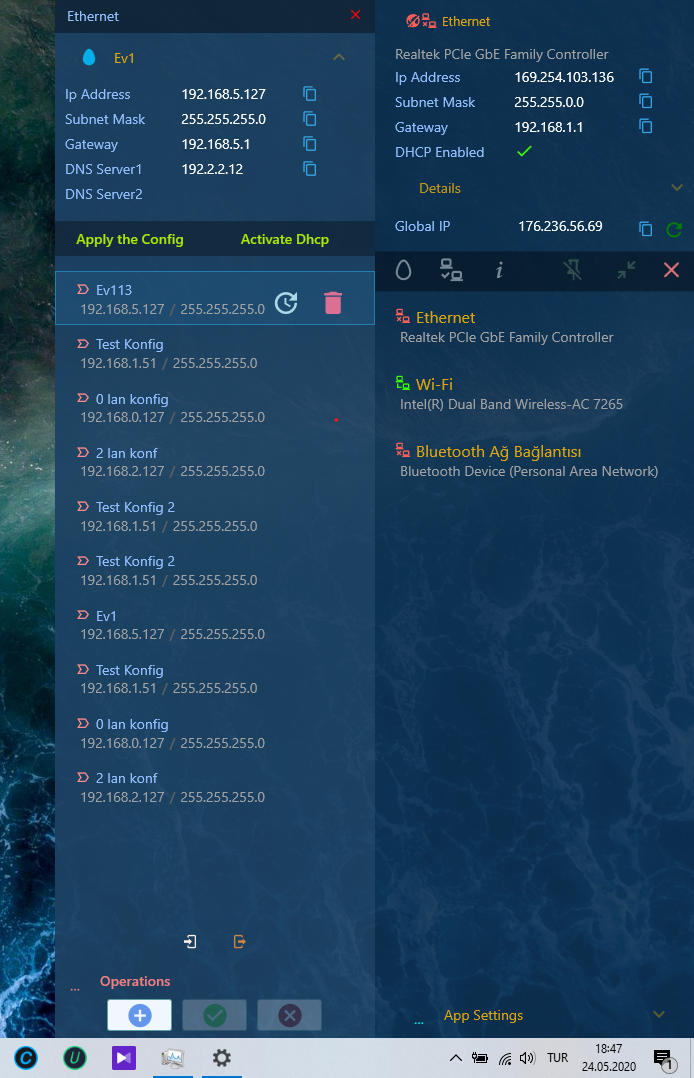 Ethernet
Ev1
Ip Address 192.168.5.127
Subnet Mask 255.255.255.0
Gateway 192.168.5.1
DNS Server1 192.2.2.12
DNS Server2
Apply the Config Activate Dhcp
Ev113
192.168.5.127 / 255.255.255.0
Test Konfig
192.168.1.51 / 255.255.255.0
0 lan konfig
192.168.0.127 / 255.255.255.0
2 lan konf
192.168.2.127 / 255.255.255.0
Test Konfig 2
192.168.1.51 / 255.255.255.0
Test Konfig 2
192.168.1.51 / 255.255.255.0
Ev1
192.168.5.127 / 255.255.255.0
Test Konfig
192.168.1.51 / 255.255.255.0
0 lan konfig
192.168.0.127 / 255.255.255.0
2 lan konf
192.168.2.127 / 255.255.255.0
... Operations
Ethernet
Realtek PCIe GbE Family Controller
Ip Address 169.254.103.136
Subnet Mask 255.255.0.0
Gateway 192.168.1.1
DHCP Enabled
Details
Global IP 176.236.56.69
i
Ethernet
Realtek PCIe GbE Family Controller
Wi-Fi
Intel(R) Dual Band Wireless-AC 7265
Bluetooth Ağ Bağlantısı
Bluetooth Device (Personal Area Network)
... App Settings
C U TUR 18:47
24.05.2020
1